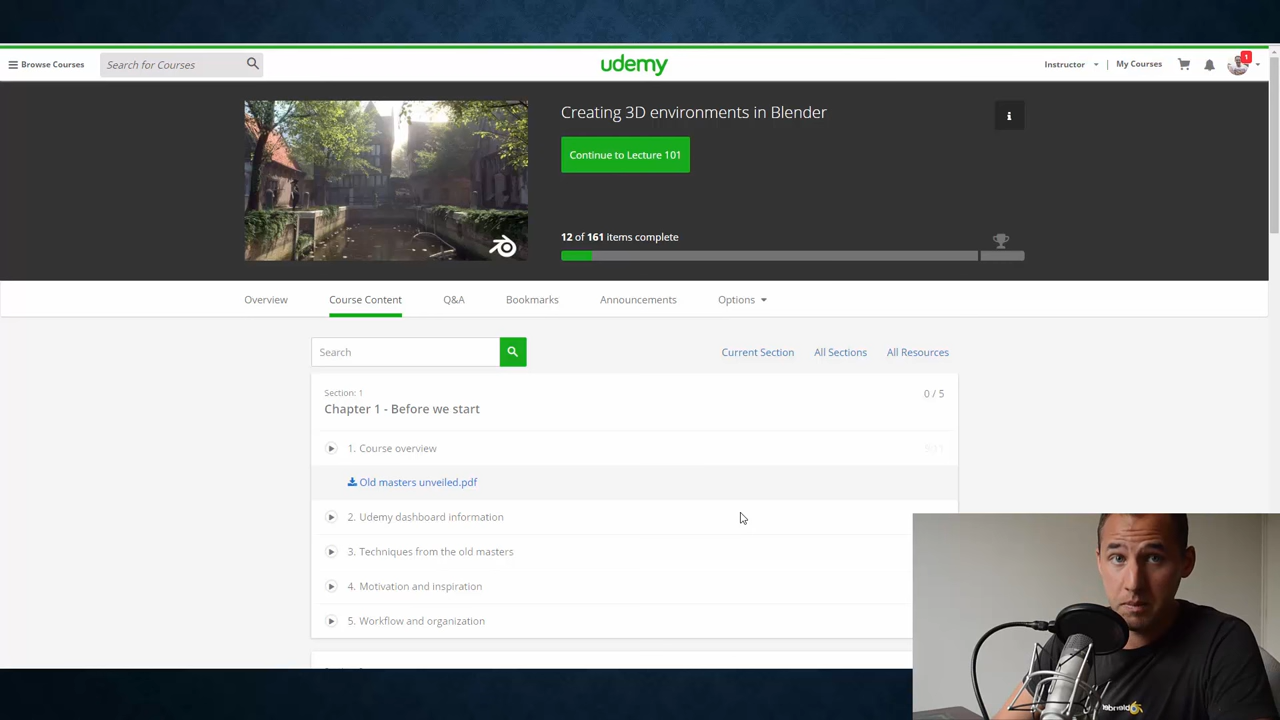 Browse Courses
Search for Courses
udemy
Instructor
My Courses
1
Creating 3D environments in Blender
i
Continue to Lecture 101
12 of 161 items complete
Overview
Course Content
Q&A
Bookmarks
Announcements
Options
Search
Current Section
All Sections
All Resources
Section: 1
0 / 5
Chapter 1 - Before we start
1. Course overview
Old masters unveiled.pdf
2. Udemy dashboard information
3. Techniques from the old masters
4. Motivation and inspiration
5. Workflow and organization